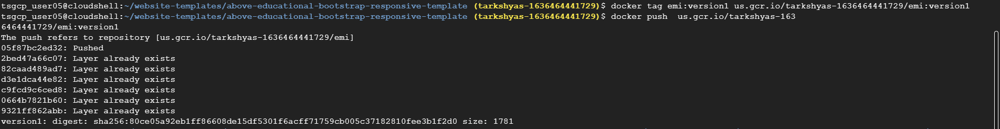 tsgcp_user05@cloudshell:~/website-templates/above-educational-bootstrap-responsive-template (tarkshyas-1636464441729)$ docker tag emi:version1 us.gcr.io/tarkshyas-1636464441729/emi:version1
tsgcp_user05@cloudshell:~/website-templates/above-educational-bootstrap-responsive-template (tarkshyas-1636464441729)$ docker push  us.gcr.io/tarkshyas-163
6464441729/emi:version1
The push refers to repository [us.gcr.io/tarkshyas-1636464441729/emi]
05f87bc2ed32: Pushed
2bed47a66c07: Layer already exists
82caad489ad7: Layer already exists
d3e1dca44e82: Layer already exists
c9fcd9c6ced8: Layer already exists
0664b7821b60: Layer already exists
9321ff862abb: Layer already exists
version1: digest: sha256:80ce05a92eb1ff86608de15df5301f6acff71759cb005c37182810fee3b1f2d0 size: 1781